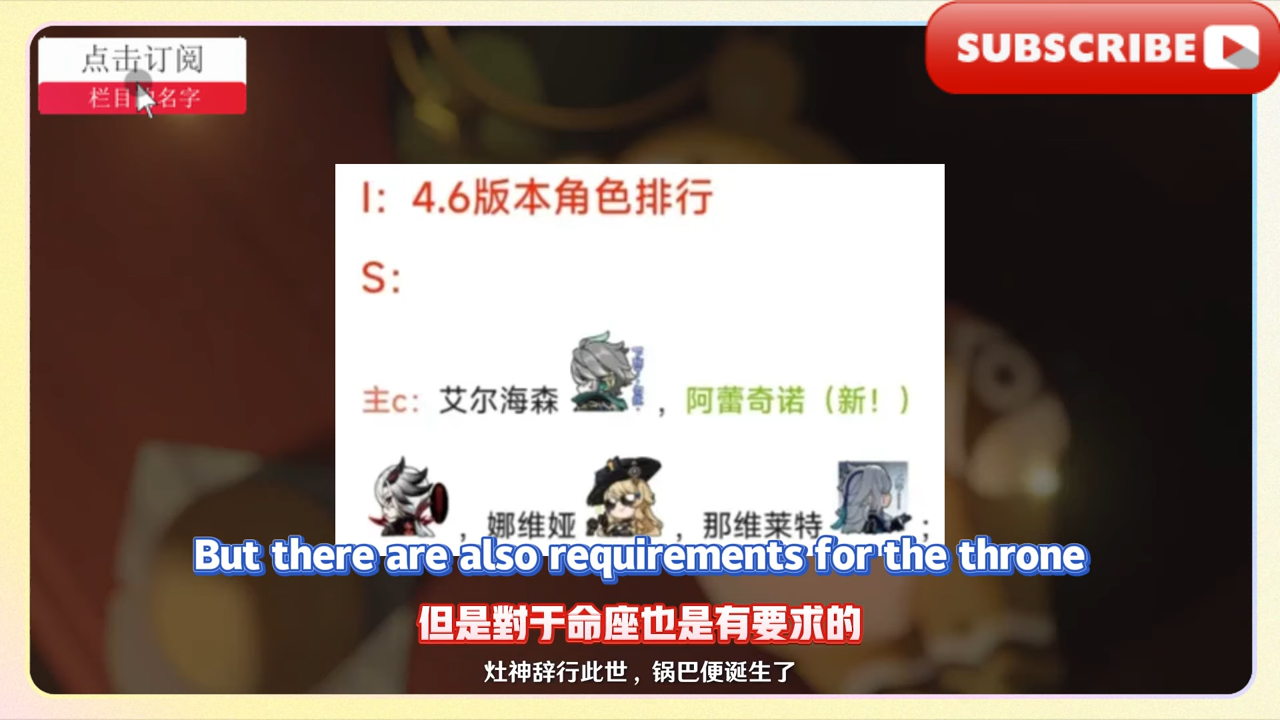 点击订阅
SUBSCRIBE
栏目的名字
I：4.6版本角色排行
S：
主c：艾尔海森，阿蕾奇诺（新！）
，娜维娅，那维莱特；
But there are also requirements for the throne
但是對于命座也是有要求的
灶神辞行此世，锅巴便诞生了